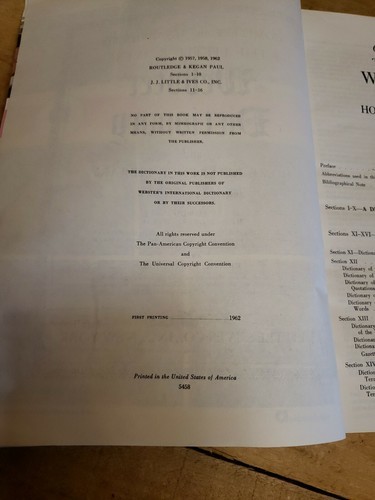 Copyright © 1957, 1958, 1962
ROUTLEDGE & KEGAN PAUL
Sections 1-10
J. J. LITTLE & IVES CO., INC.
Sections 11-16
NO PART OF THIS BOOK MAY BE REPRODUCED
IN ANY FORM, BY MIMEOGRAPH OR ANY OTHER
MEANS, WITHOUT WRITTEN PERMISSION FROM
THE PUBLISHER.
THE DICTIONARY IN THIS WORK IS NOT PUBLISHED
BY THE ORIGINAL PUBLISHERS OF
WEBSTER'S INTERNATIONAL DICTIONARY
OR BY THEIR SUCCESSORS.
All rights reserved under
The Pan-American Copyright Convention
and
The Universal Copyright Convention
FIRST PRINTING 1962
Printed in the United States of America
5458
W
HO
Preface
Abbreviations used in th
Bibliographical Note
Sections I-X—A D
Sections XI-XVI—
Section XI—Diction
Section XII
Dictionary of
Dictionary of
Dictionary of
Quotations
Dictionary o
Dictionary
Words
Section XIII
Dictionary
of the
Dictionar
Dictiona
Gazett
Section XIV
Diction
Terr
Diction
Ter